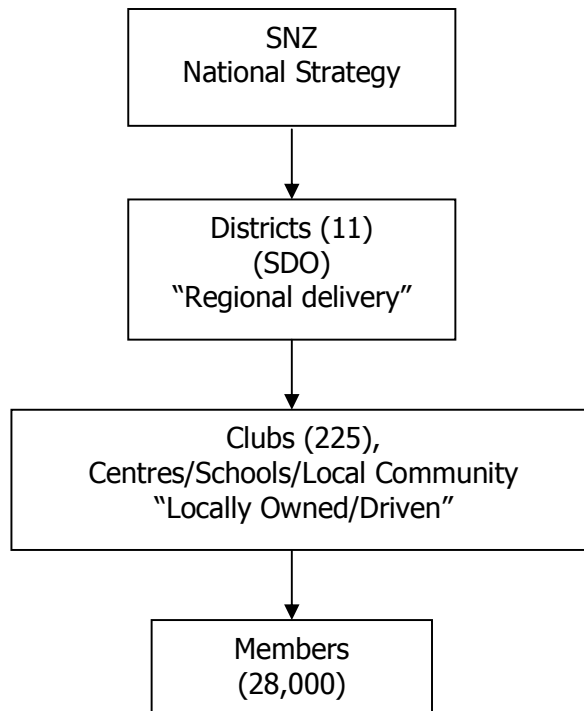 SNZ
National Strategy
Districts (11)
(SDO)
“Regional delivery”
Clubs (225),
Centres/Schools/Local Community
“Locally Owned/Driven”
Members
(28,000)